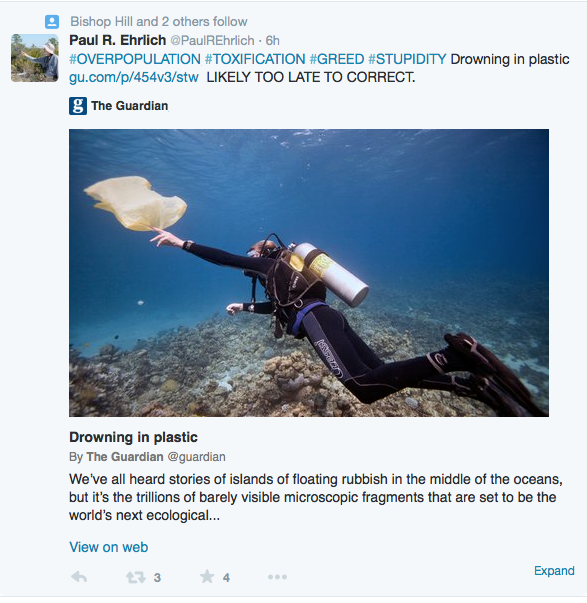 Bishop Hill and 2 others follow
Paul R. Ehrlich @PaulREhrlich · 6h
#OVERPOPULATION #TOXIFICATION #GREED #STUPIDITY Drowning in plastic
gu.com/p/454v3/stw LIKELY TOO LATE TO CORRECT.
g The Guardian
Drowning in plastic
By The Guardian @guardian
We've all heard stories of islands of floating rubbish in the middle of the oceans,
but it's the trillions of barely visible microscopic fragments that are set to be the
world's next ecological...
View on web
3 4
Expand